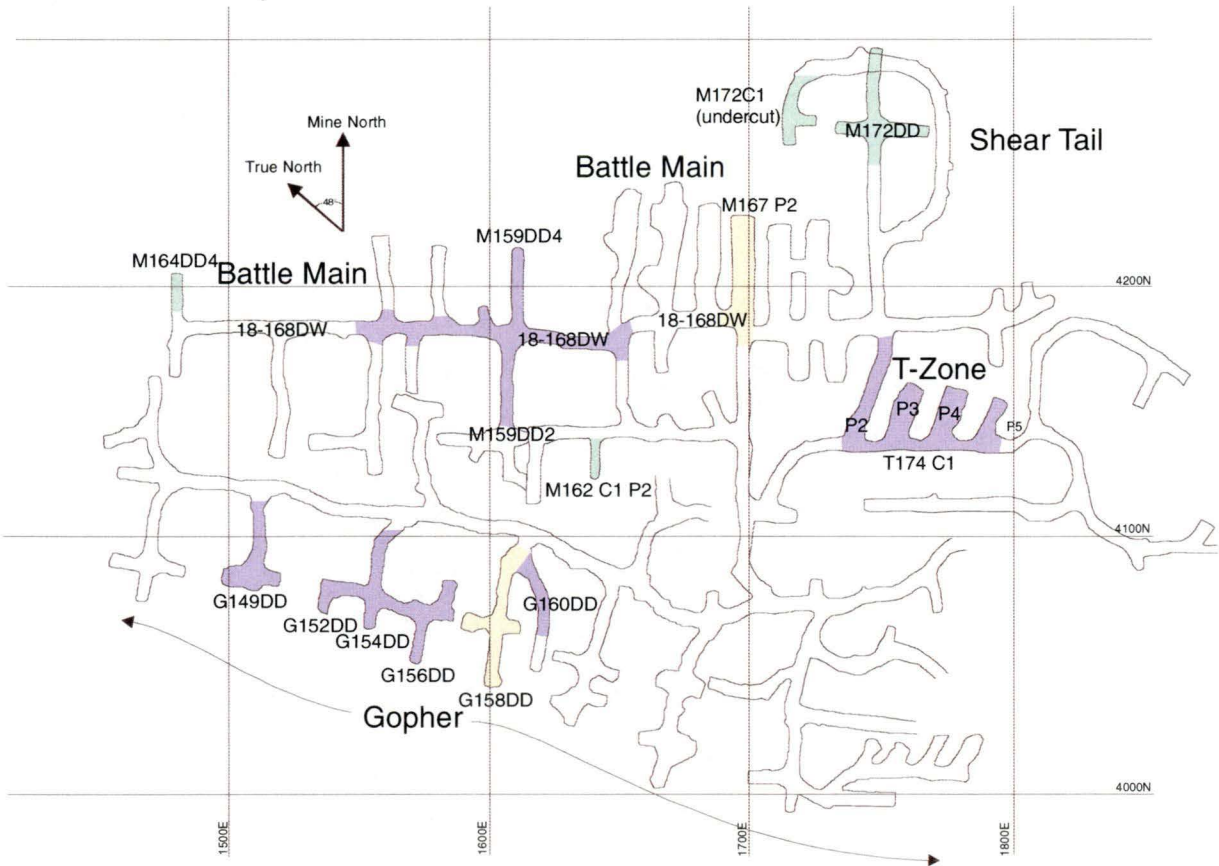 M172C1
(undercut)
M172DD
Shear Tail
Mine North
True North
48
Battle Main
M167 P2
M159DD4
M164DD4
Battle Main
4200N
18-168DW
18-168DW
18-168DW
T-Zone
P2
P3
P4
P5
M159DD2
T174 C1
M162 C1 P2
4100N
G149DD
G152DD
G154DD
G156DD
G160DD
G158DD
Gopher
4000N
1500E
1600E
1700E
1800E